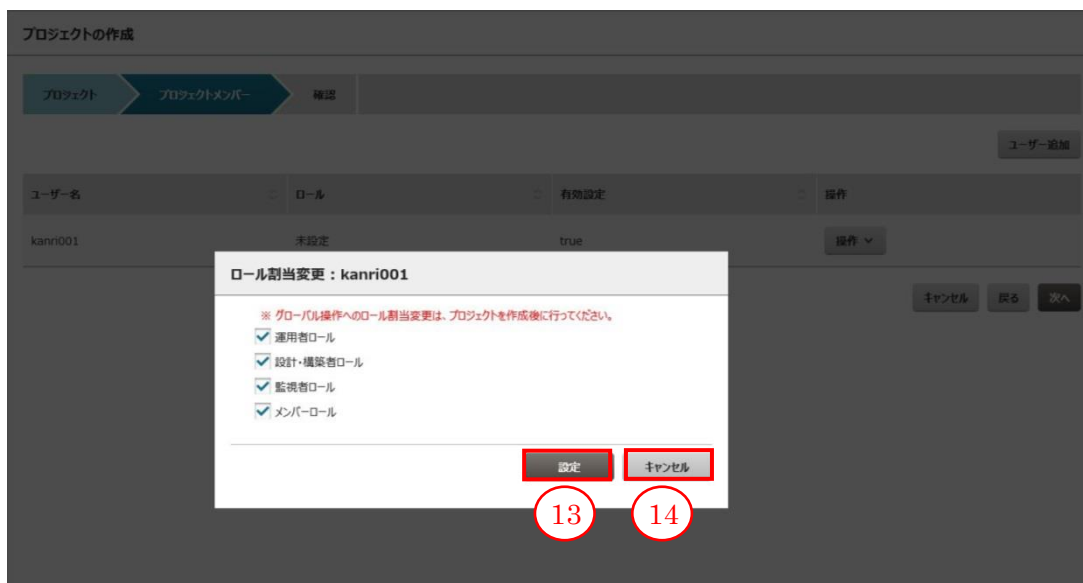 プロジェクトの作成
プロジェクト プロジェクトメンバー 確認
ユーザー追加
ユーザー名 ロール 有効設定 操作
kanri001 未設定 true 操作
ロール割当変更：kanri001
※ グローバル操作へのロール割当変更は、プロジェクトを作成後に行ってください。
運用者ロール
設計・構築者ロール
監視者ロール
メンバーロール
設定 キャンセル
13 14
キャンセル 戻る 次へ